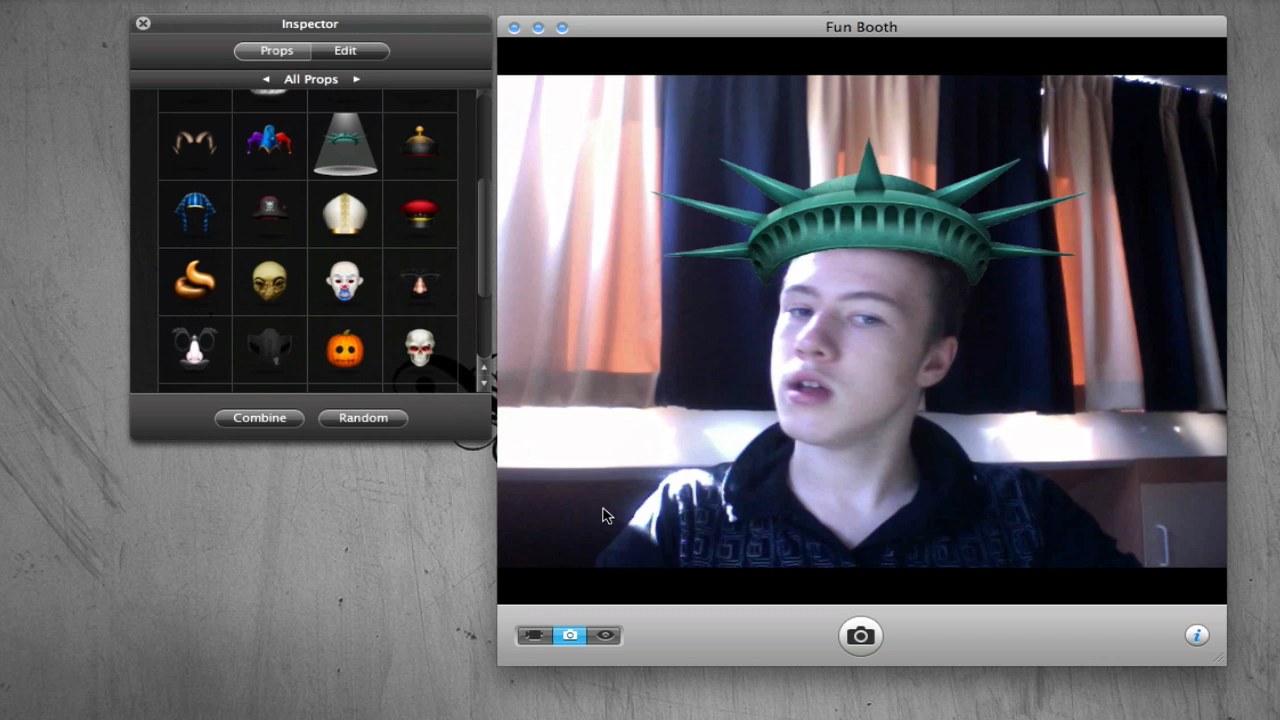 Inspector
Props Edit
All Props
Combine Random
Fun Booth
i